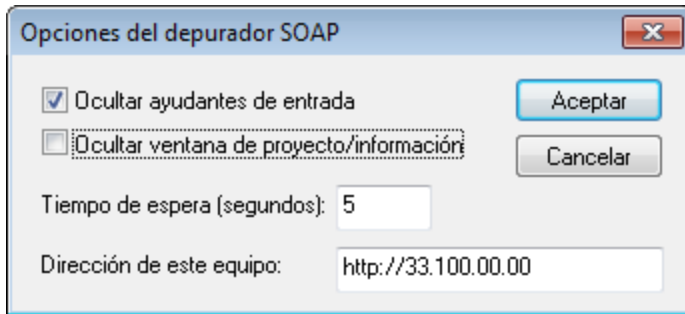 Opciones del depurador SOAP
Ocultar ayudantes de entrada
Aceptar
Ocultar ventana de proyecto/información
Cancelar
Tiempo de espera (segundos): 5
Dirección de este equipo: http://33.100.00.00